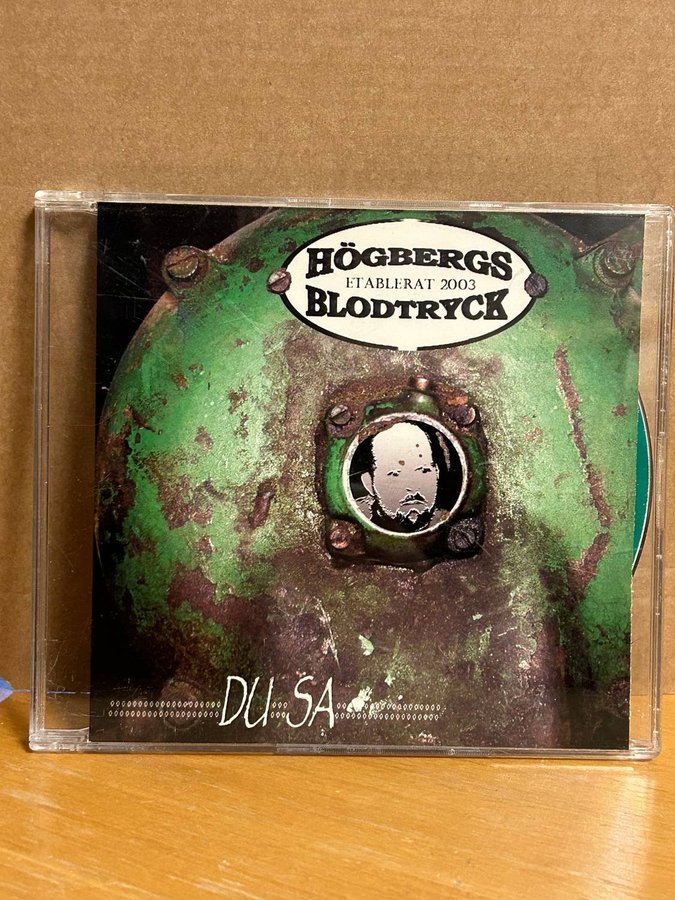 HÖGBERGS
ETABLERAT 2003
BLODTRYCK
DU SA